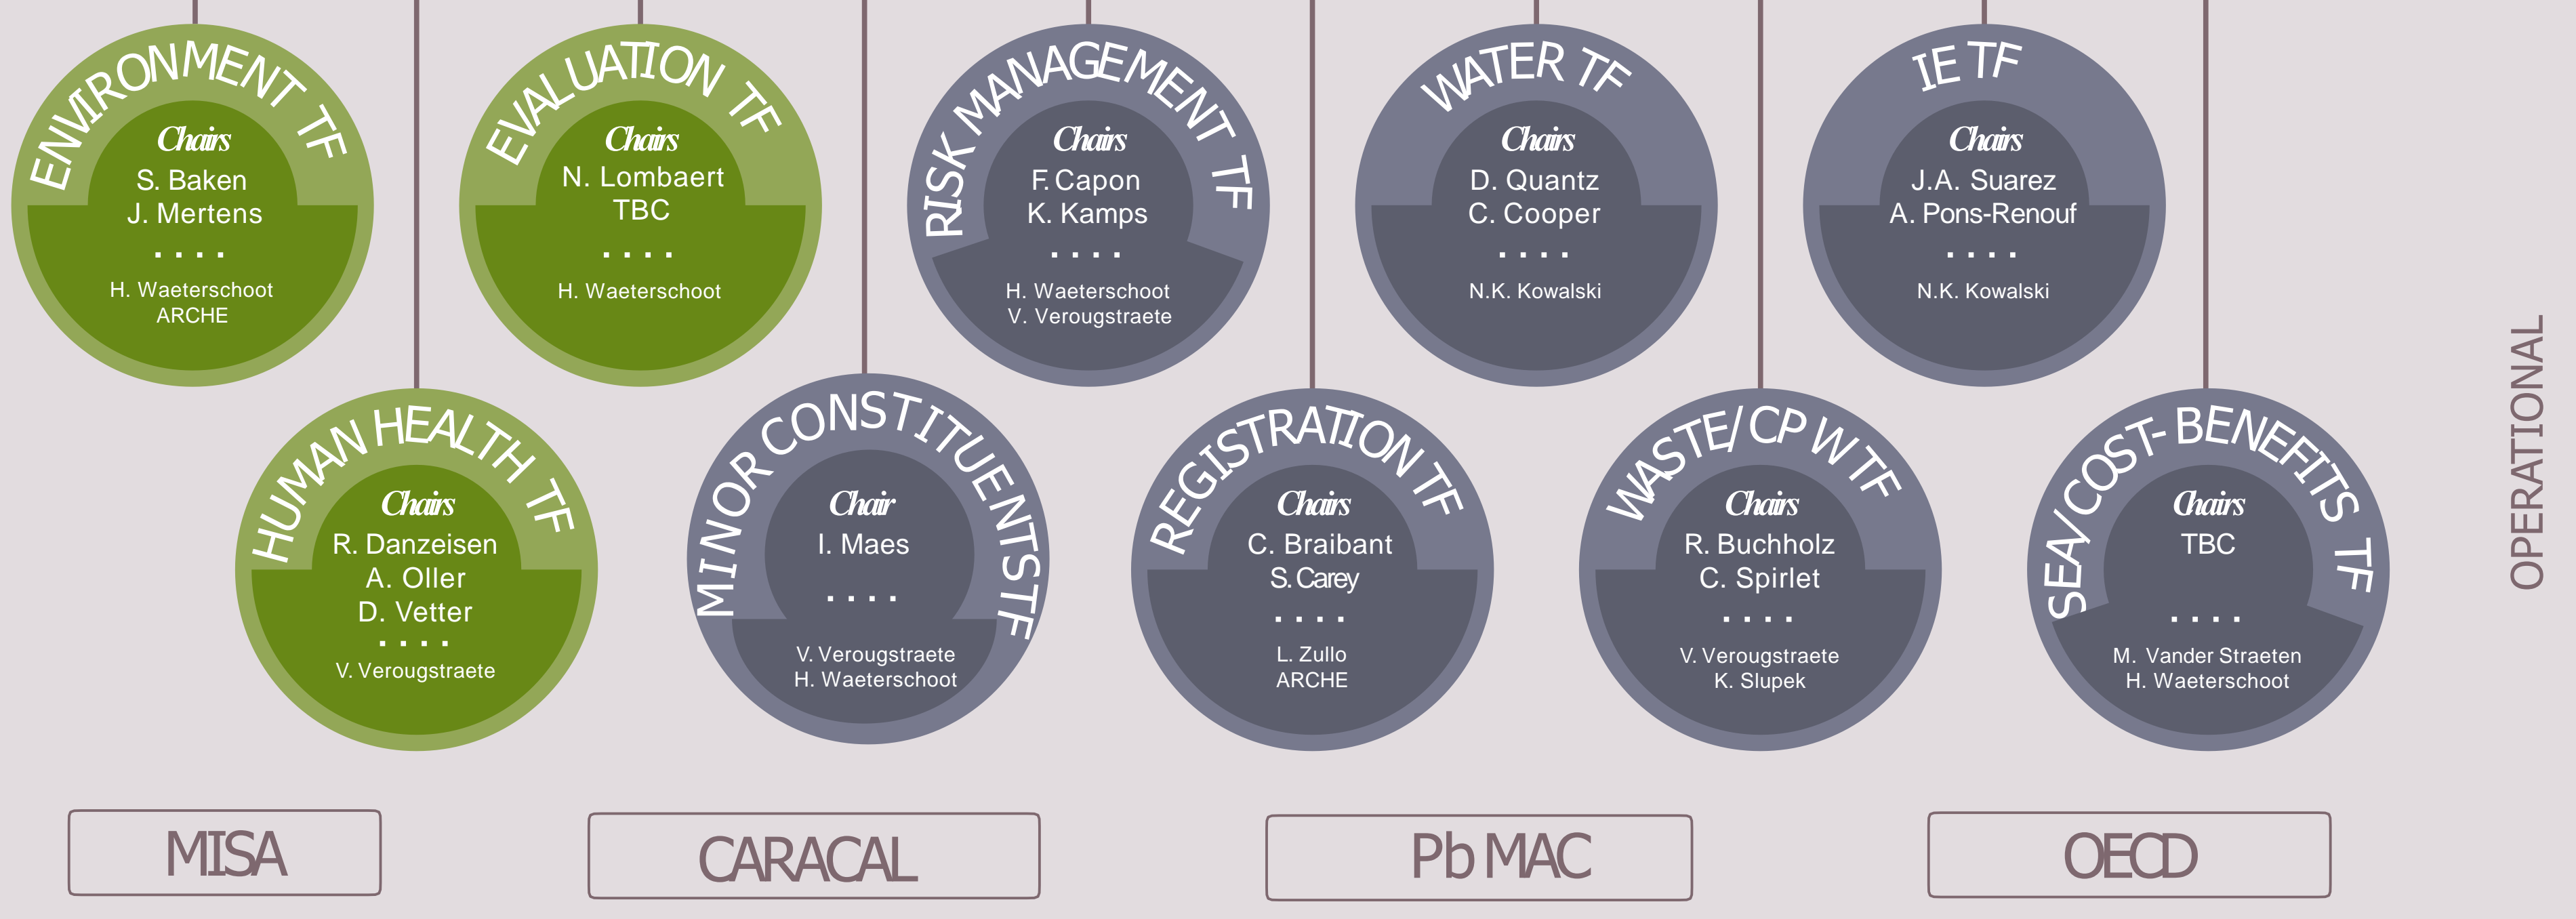 ENVIRONMENT TF
Chairs
S. Baken
J. Mertens
. . . .
H. Waeterschoot
ARCHE
EVALUATION TF
Chairs
N. Lombaert
TBC
. . . .
H. Waeterschoot
RISK MANAGEMENT TF
Chairs
F. Capon
K. Kamps
. . . .
H. Waeterschoot
V. Verougstraete
WATER TF
Chairs
D. Quantz
C. Cooper
. . . .
N.K. Kowalski
IE TF
Chairs
J.A. Suarez
A. Pons-Renouf
. . . .
N.K. Kowalski
HUMAN HEALTH TF
Chairs
R. Danzeisen
A. Oller
D. Vetter
. . . .
V. Verougstraete
MINOR CONSTITUENTS TF
Chair
I. Maes
. . . .
V. Verougstraete
H. Waeterschoot
REGISTRATION TF
Chairs
C. Braibant
S. Carey
. . . .
L. Zullo
ARCHE
WASTE/CPW TF
Chairs
R. Buchholz
C. Spirlet
. . . .
V. Verougstraete
K. Slupek
SEA/COST-BENEFITS TF
Chairs
TBC
. . . .
M. Vander Straeten
H. Waeterschoot
OPERATIONAL
MISA
CARACAL
Pb MAC
OECD